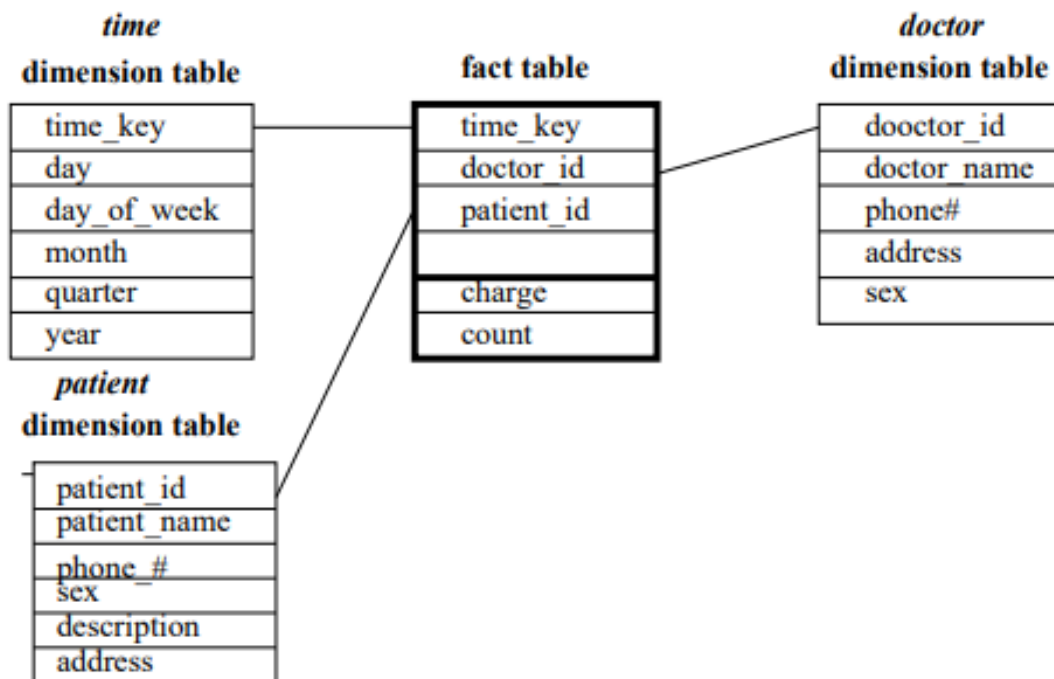 time
dimension table
time_key
day
day_of_week
month
quarter
year
fact table
time_key
doctor_id
patient_id
charge
count
doctor
dimension table
dooctor_id
doctor_name
phone#
address
sex
patient
dimension table
patient_id
patient_name
phone_#
sex
description
address